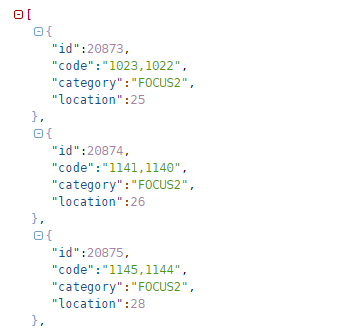 [
{
"id":20873,
"code":"1023,1022",
"category":"FOCUS2",
"location":25
},
{
"id":20874,
"code":"1141,1140",
"category":"FOCUS2",
"location":26
},
{
"id":20875,
"code":"1145,1144",
"category":"FOCUS2",
"location":28
},